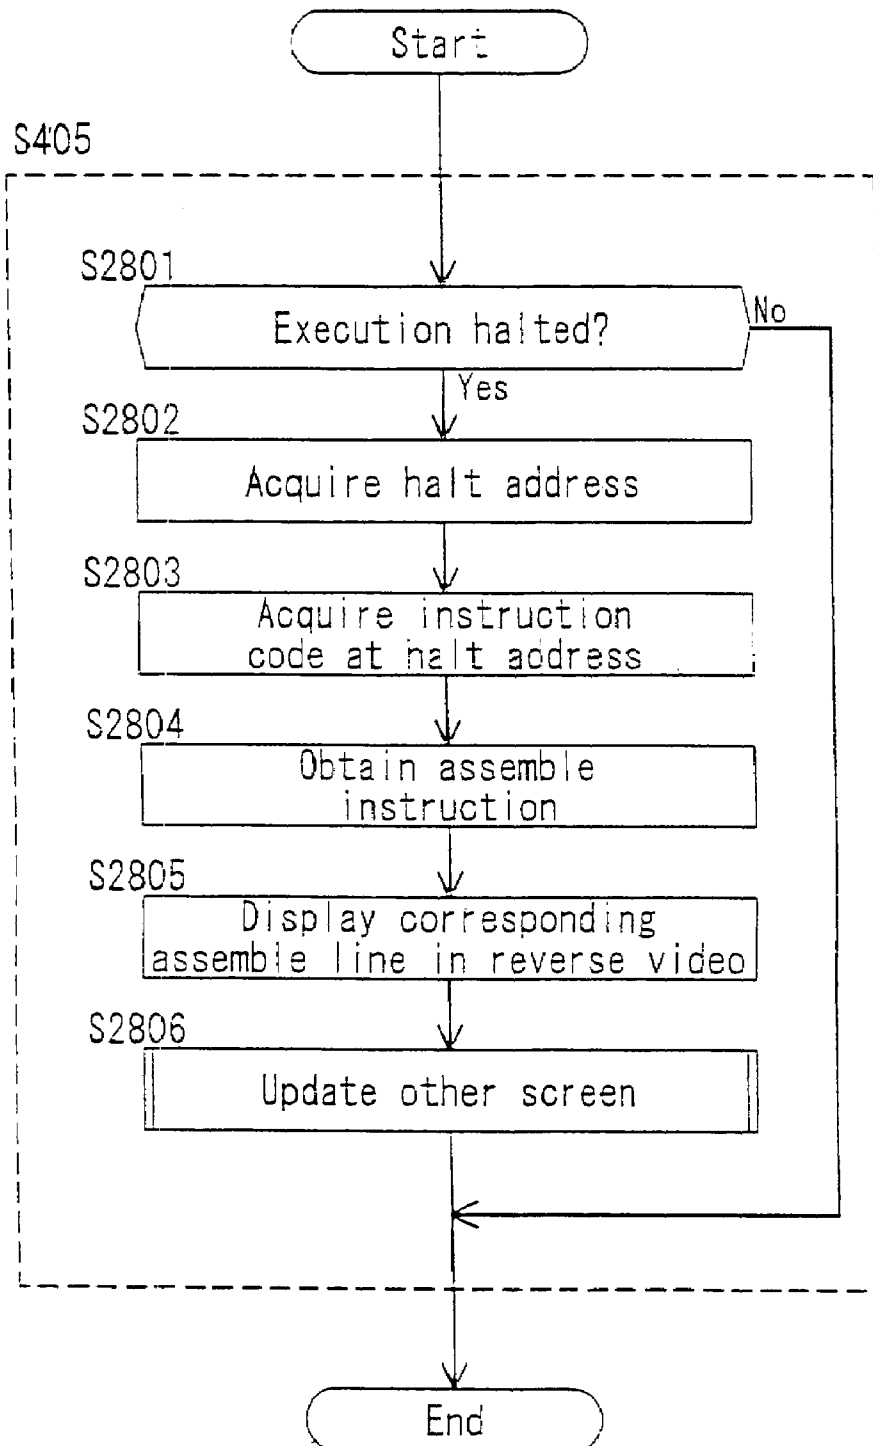 Start
S405
S2801
Execution halted?
No
Yes
S2802
Acquire halt address
S2803
Acquire instruction
code at halt address
S2804
Obtain assemble
instruction
S2805
Display corresponding
assemble line in reverse video
S2806
Update other screen
End